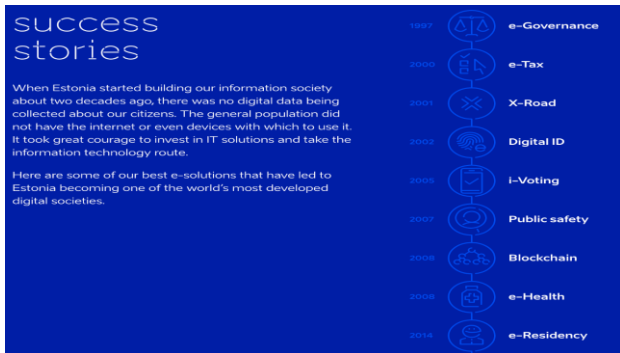 success
stories
When Estonia started building our information society
about two decades ago, there was no digital data being
collected about our citizens. The general population did
not have the internet or even devices with which to use it.
It took great courage to invest in IT solutions and take the
information technology route.
Here are some of our best e-solutions that have led to
Estonia becoming one of the world's most developed
digital societies.
1997 e-Governance
2000 e-Tax
2001 X-Road
2002 Digital ID
2005 i-Voting
2007 Public safety
2008 Blockchain
2008 e-Health
2014 e-Residency